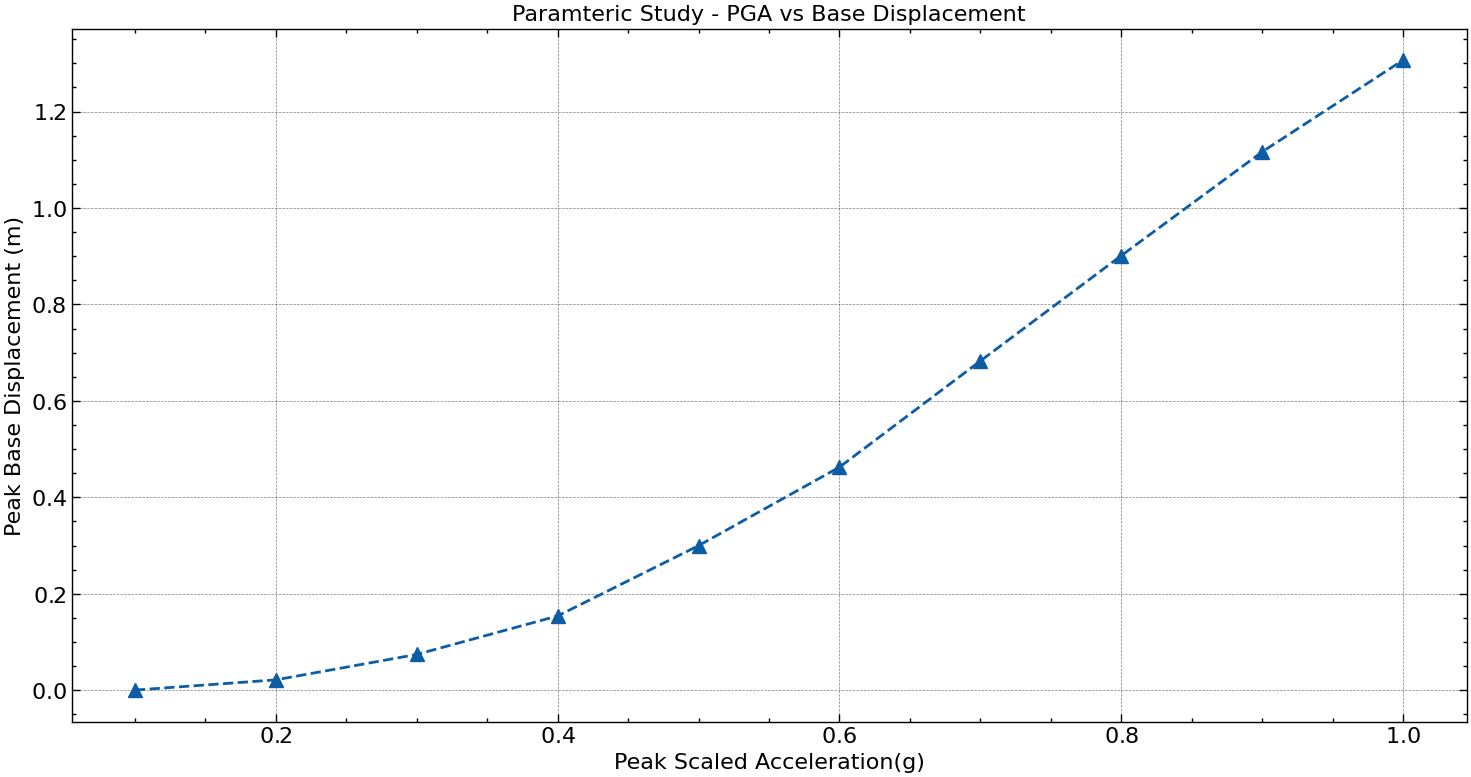 Paramteric Study - PGA vs Base Displacement
Peak Base Displacement (m)
1.2
1.0
0.8
0.6
0.4
0.2
0.0
0.2 0.4 0.6 0.8 1.0
Peak Scaled Acceleration(g)